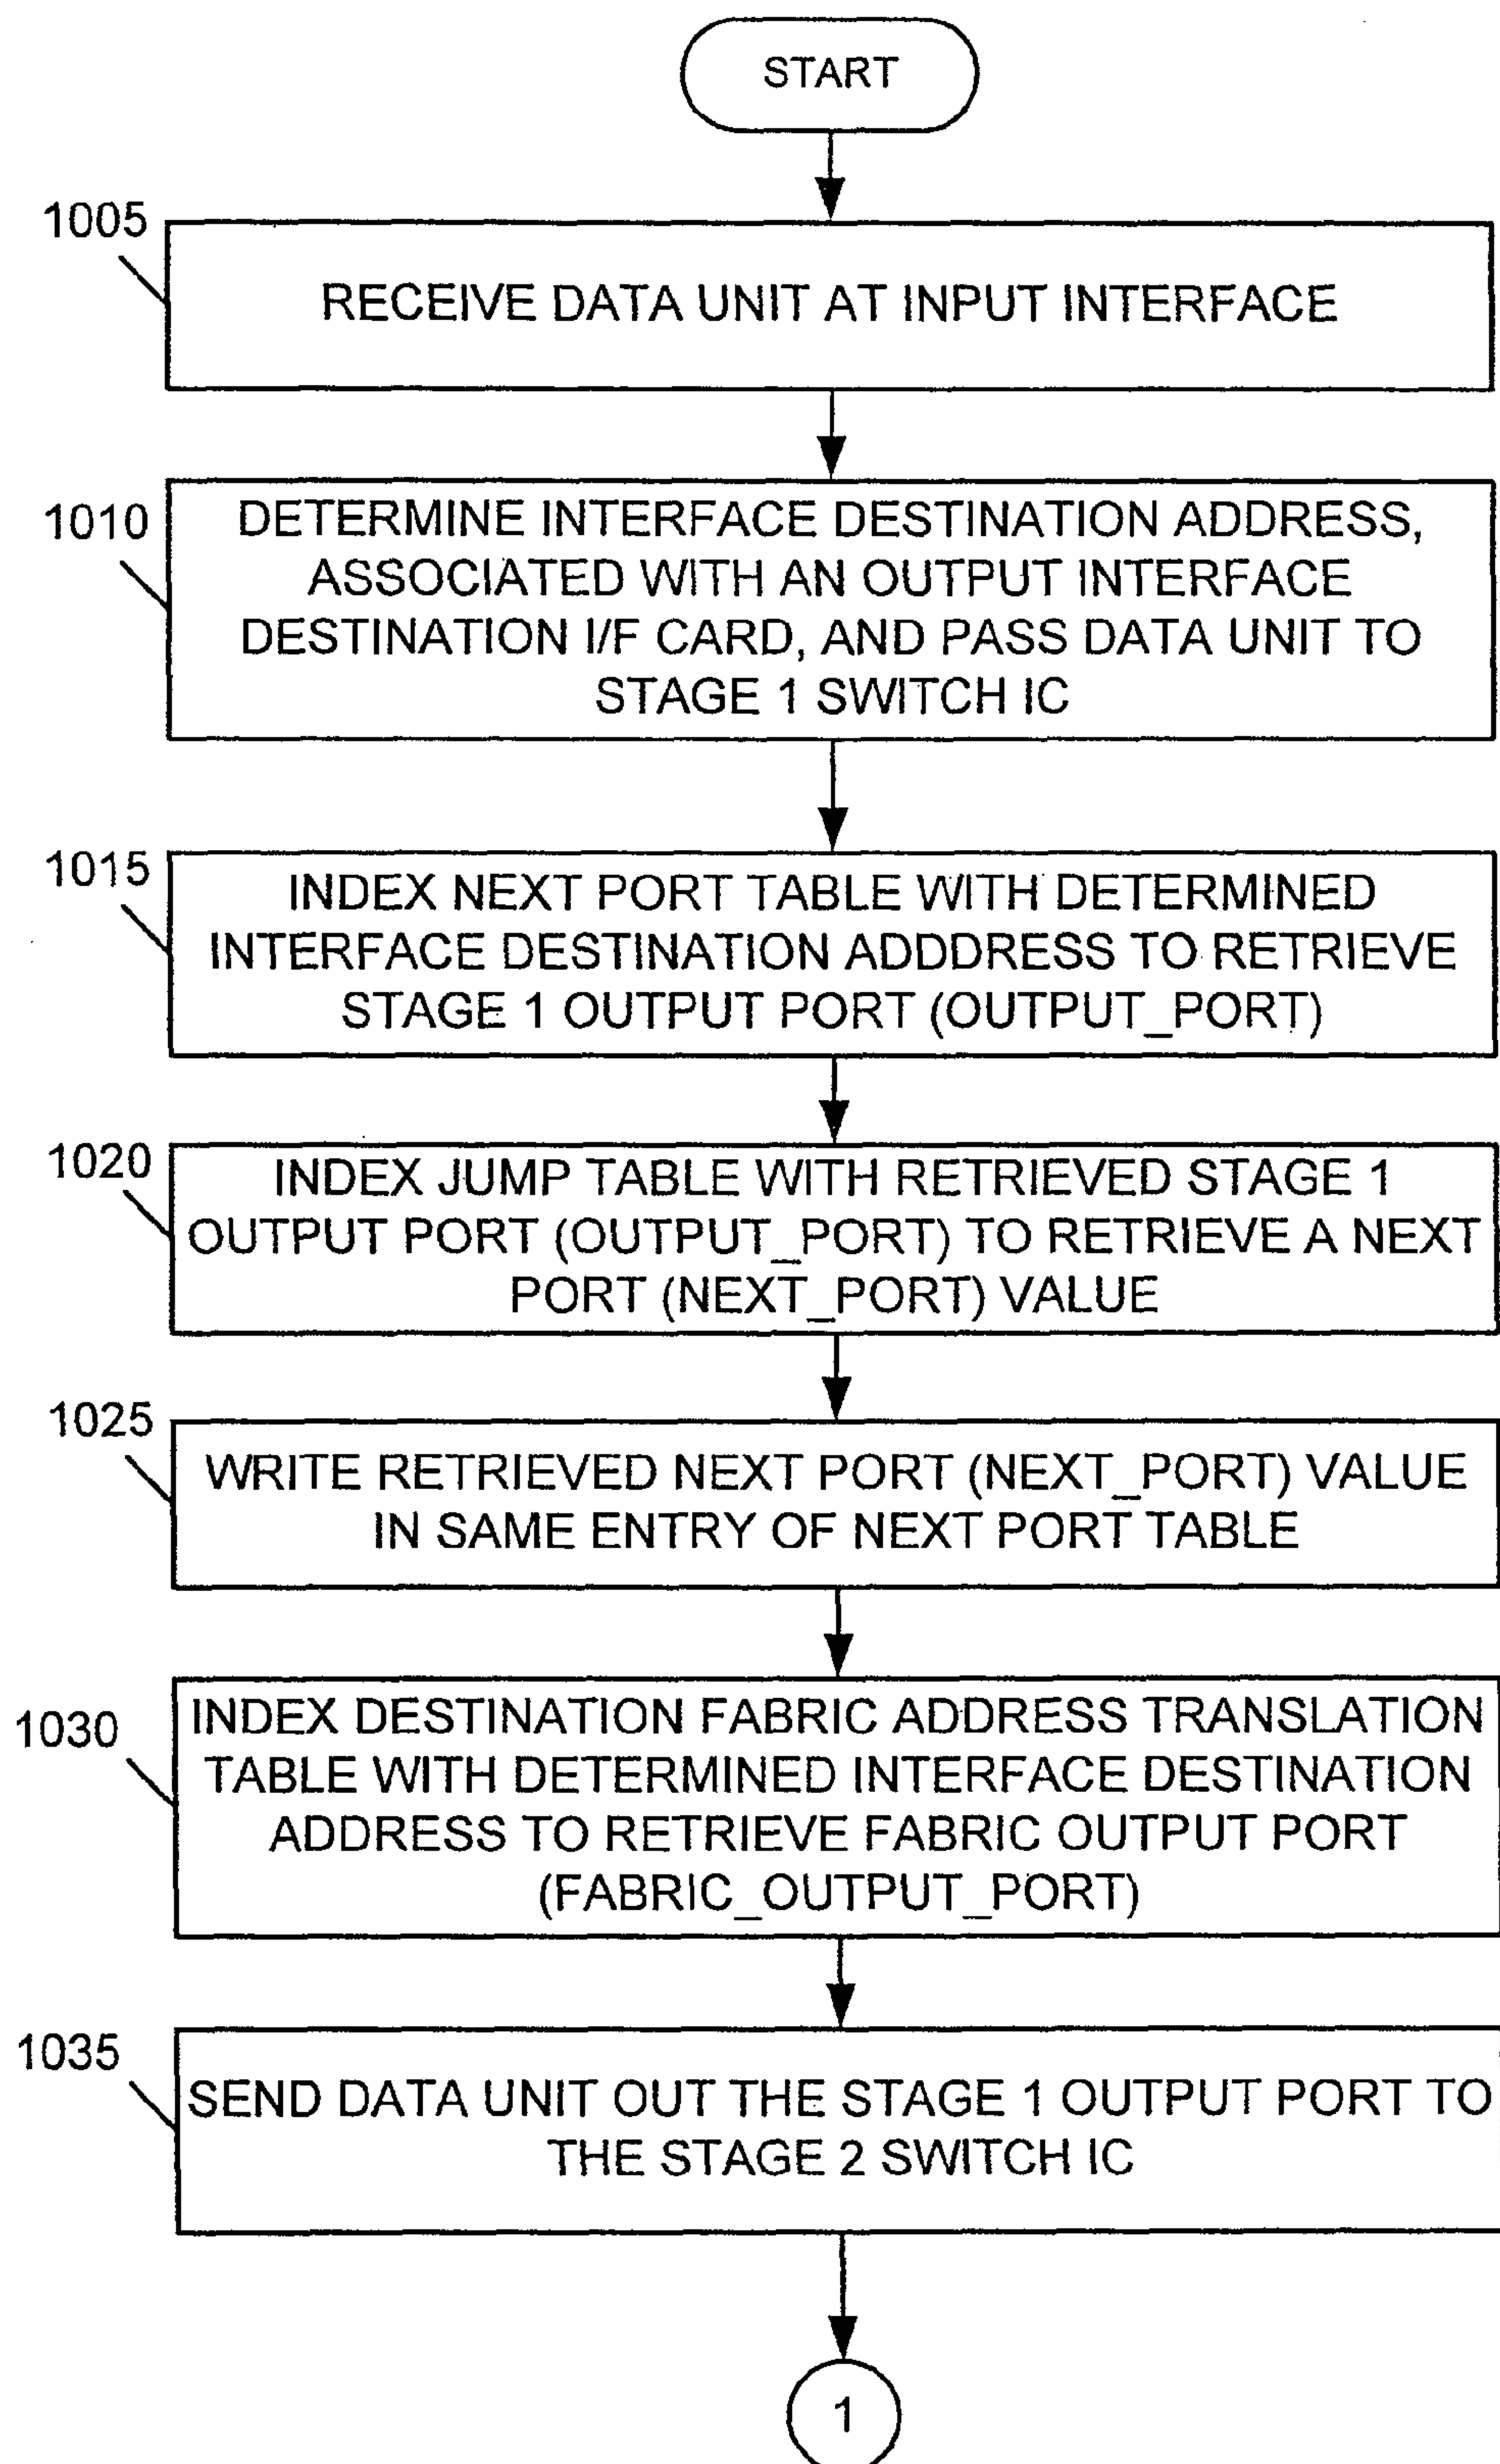 START
1005
RECEIVE DATA UNIT AT INPUT INTERFACE
1010
DETERMINE INTERFACE DESTINATION ADDRESS,
ASSOCIATED WITH AN OUTPUT INTERFACE
DESTINATION I/F CARD, AND PASS DATA UNIT TO
STAGE 1 SWITCH IC
1015
INDEX NEXT PORT TABLE WITH DETERMINED
INTERFACE DESTINATION ADDDRESS TO RETRIEVE
STAGE 1 OUTPUT PORT (OUTPUT_PORT)
1020
INDEX JUMP TABLE WITH RETRIEVED STAGE 1
OUTPUT PORT (OUTPUT_PORT) TO RETRIEVE A NEXT
PORT (NEXT_PORT) VALUE
1025
WRITE RETRIEVED NEXT PORT (NEXT_PORT) VALUE
IN SAME ENTRY OF NEXT PORT TABLE
1030
INDEX DESTINATION FABRIC ADDRESS TRANSLATION
TABLE WITH DETERMINED INTERFACE DESTINATION
ADDRESS TO RETRIEVE FABRIC OUTPUT PORT
(FABRIC_OUTPUT_PORT)
1035
SEND DATA UNIT OUT THE STAGE 1 OUTPUT PORT TO
THE STAGE 2 SWITCH IC
1